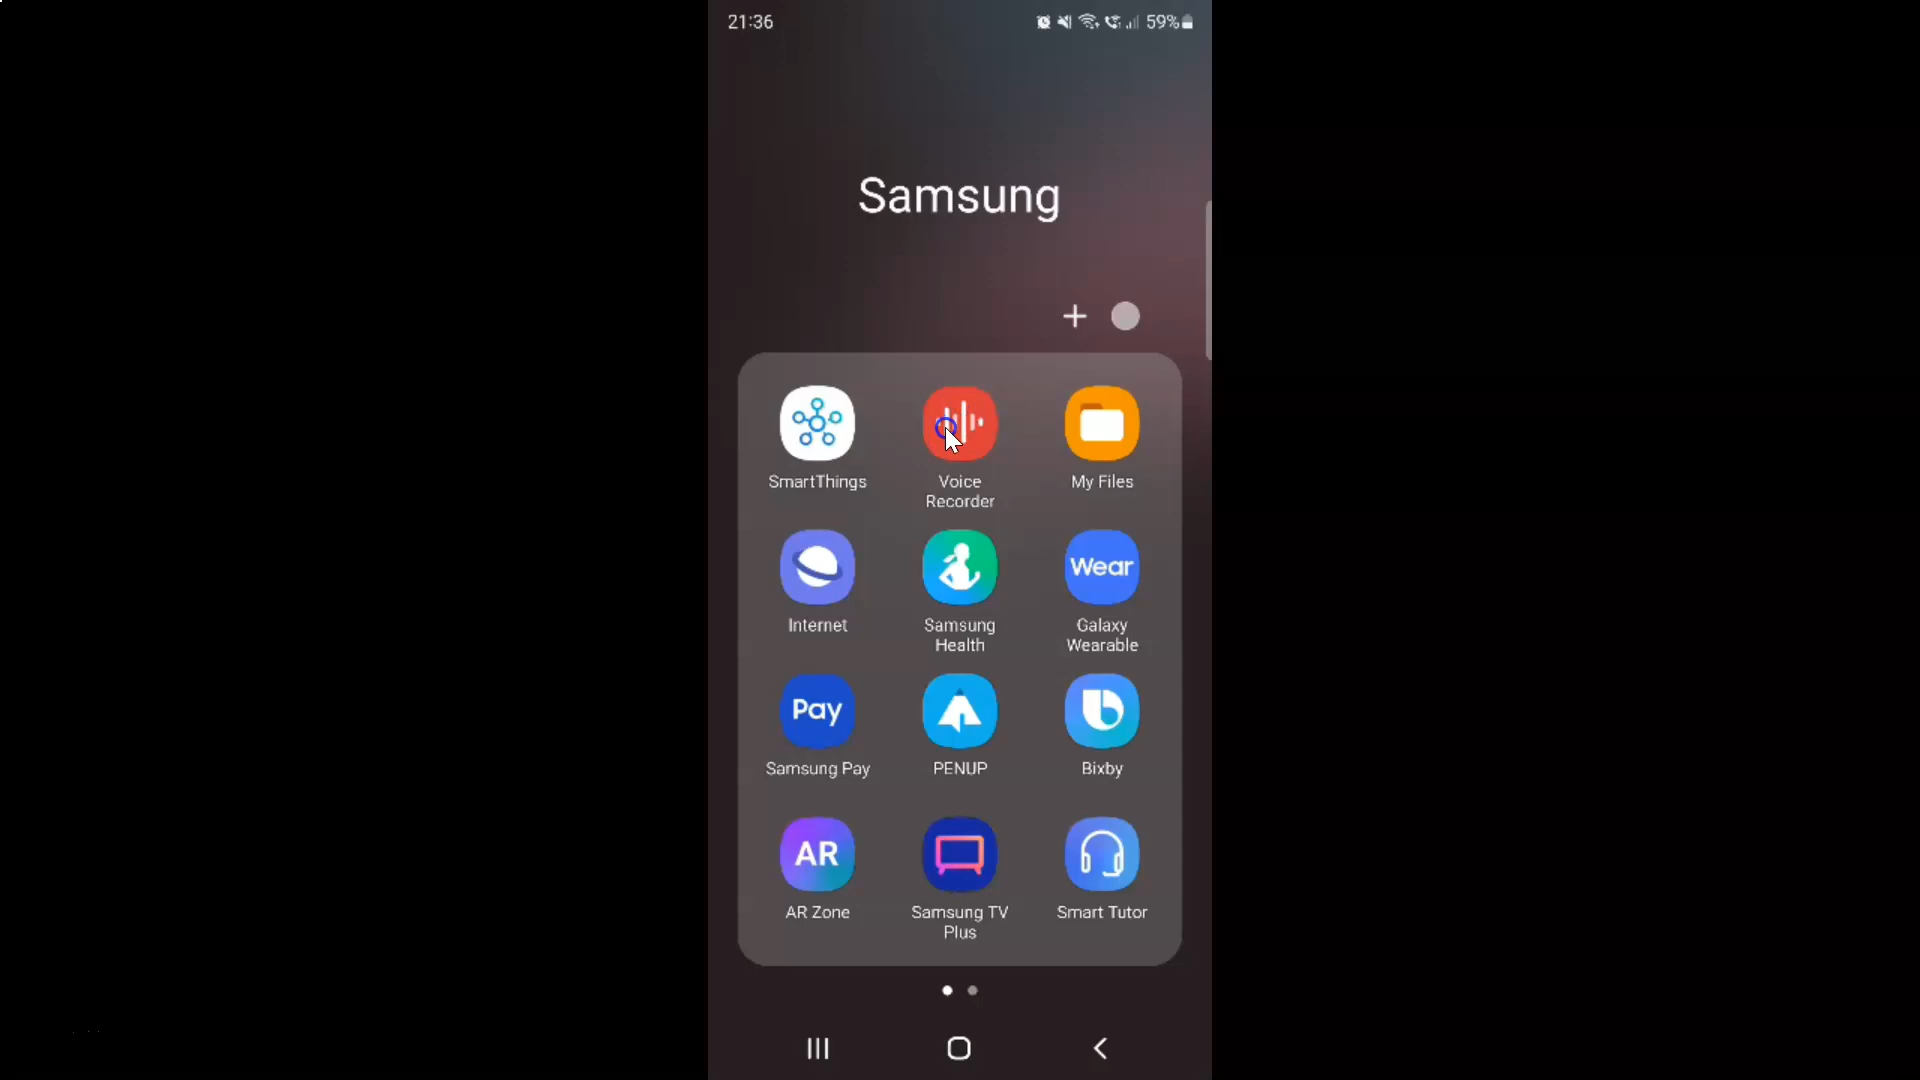 21:36
59%
Samsung
SmartThings
Voice
Recorder
My Files
Internet
Samsung
Health
Wear
Galaxy
Wearable
Pay
Samsung Pay
PENUP
Bixby
AR
AR Zone
Samsung TV
Plus
Smart Tutor